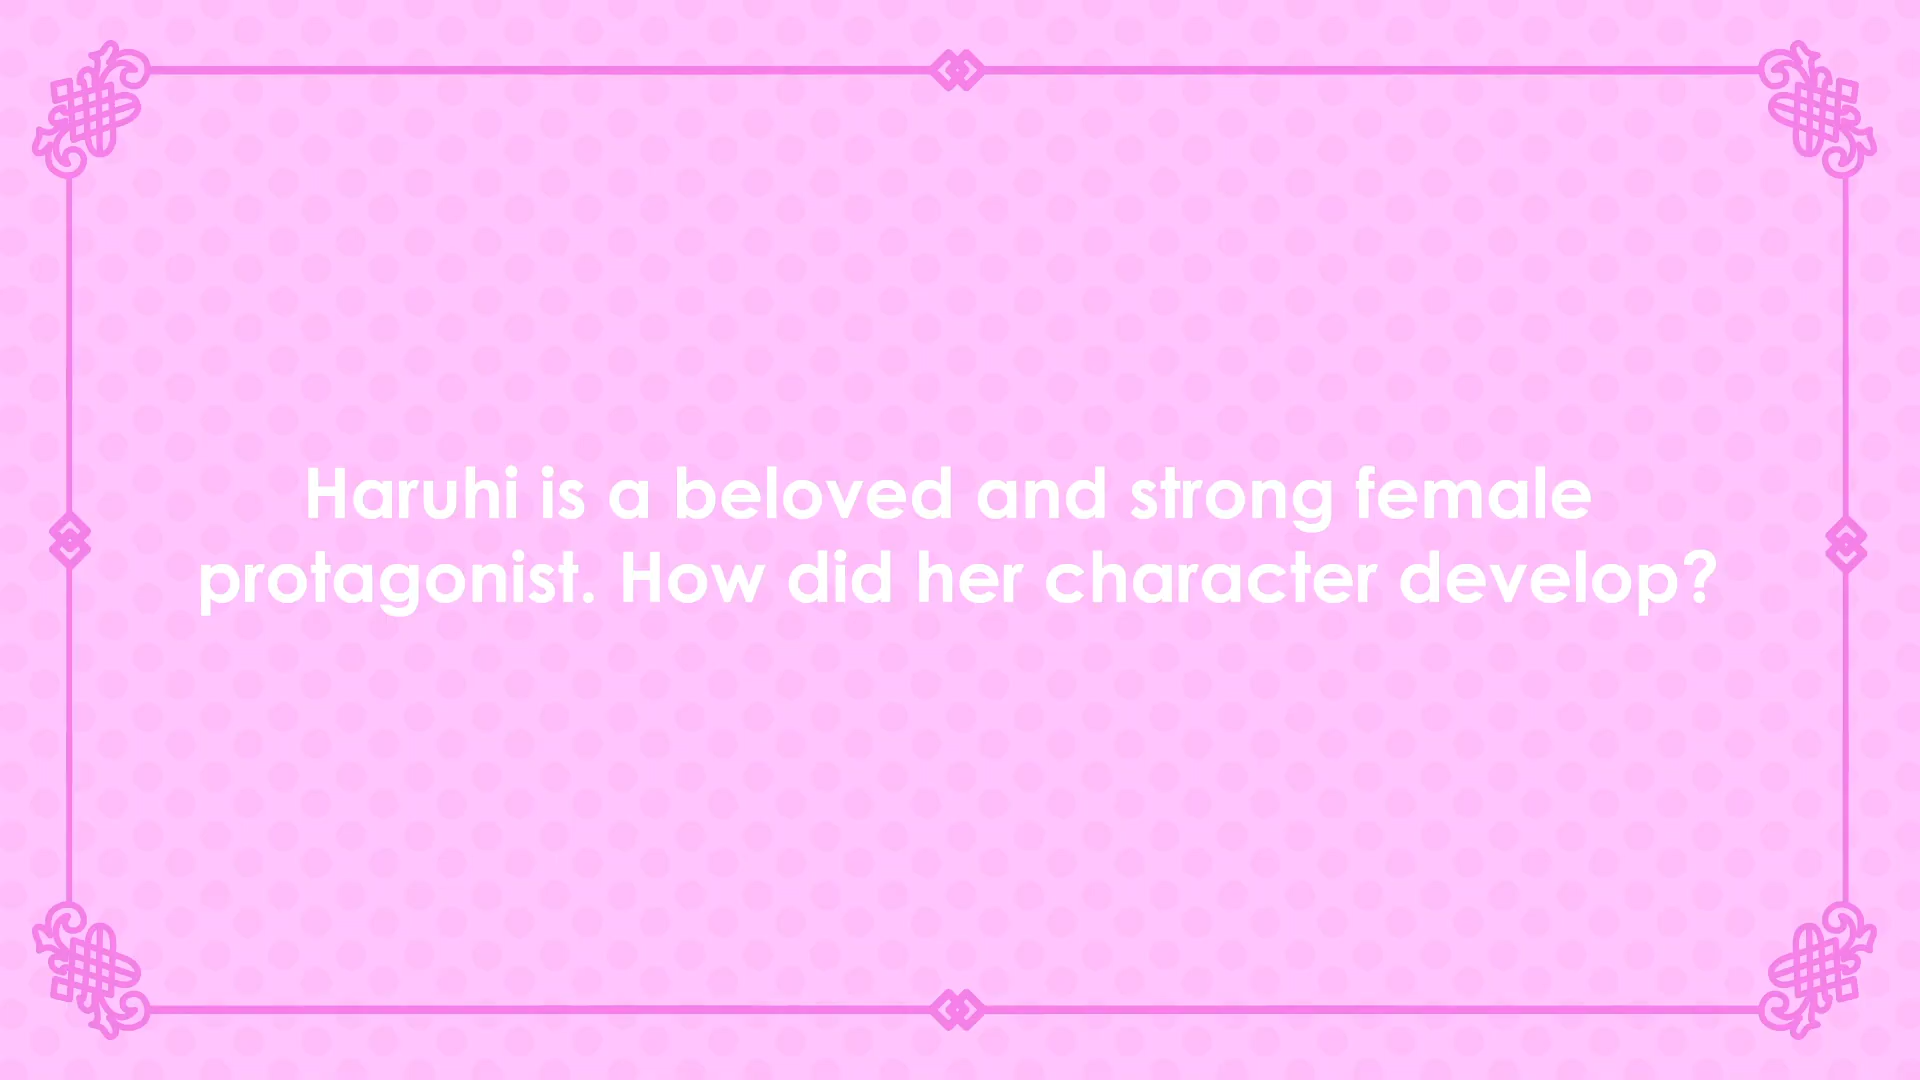 Haruhi is a beloved and strong female
protagonist. How did her character develop?